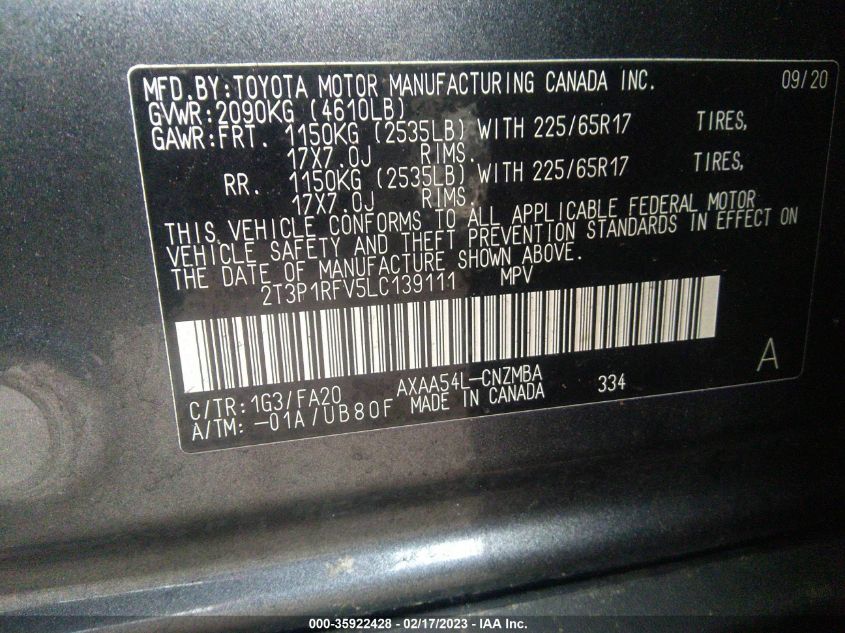 MFD.BY:TOYOTA MOTOR MANUFACTURING CANADA INC. 09/20
GVWR:2090KG (4610LB)
GAWR:FRT. 1150KG (2535LB) WITH 225/65R17 TIRES,
17X7.0J RIMS.
RR. 1150KG (2535LB) WITH 225/65R17 TIRES,
17X7.0J RIMS.
THIS VEHICLE CONFORMS TO ALL APPLICABLE FEDERAL MOTOR
VEHICLE SAFETY AND THEFT PREVENTION STANDARDS IN EFFECT ON
THE DATE OF MANUFACTURE SHOWN ABOVE.
2T3P1RFV5LC139111 MPV
A
C/TR:1G3/FA20 AXAA54L-CNZMBA 334
A/TM: -01A/UB80F MADE IN CANADA
000-35922428 - 02/17/2023 - IAA Inc.